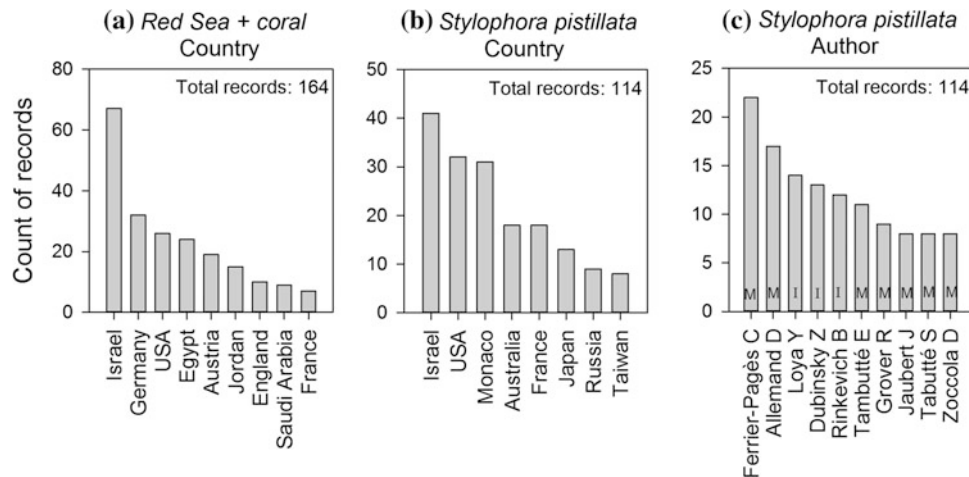 (a) Red Sea + coral
Country
Total records: 164
Count of records
80
60
40
20
0
Israel
Germany
USA
Egypt
Austria
Jordan
England
Saudi Arabia
France
(b) Stylophora pistillata
Country
Total records: 114
50
40
30
20
10
0
Israel
USA
Monaco
Australia
France
Japan
Russia
Taiwan
(c) Stylophora pistillata
Author
Total records: 114
25
20
15
10
5
0
M M I I I M M M M M
Ferrier-Pagès C
Allemand D
Loya Y
Dubinsky Z
Rinkevich B
Tambutté E
Grover R
Jaubert J
Tabutté S
Zoccola D